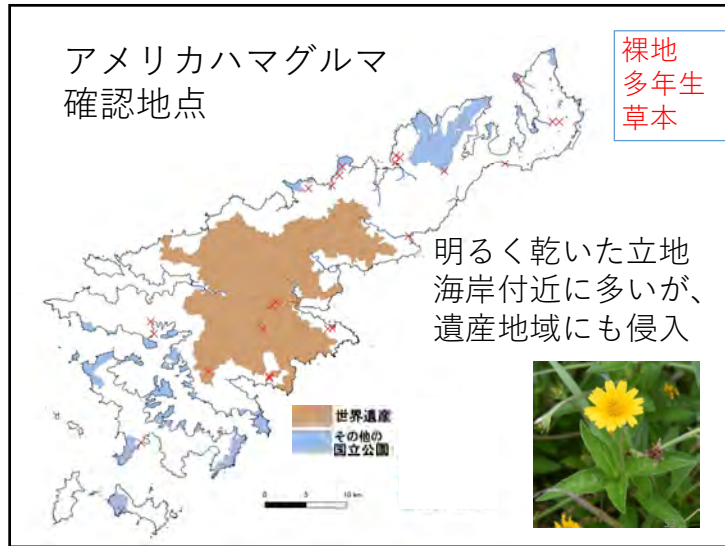 アメリカハマグルマ
確認地点
裸地
多年生
草本
明るく乾いた立地
海岸付近に多いが、
遺産地域にも侵入
世界遺産
その他の
国立公園
0 5 10 km